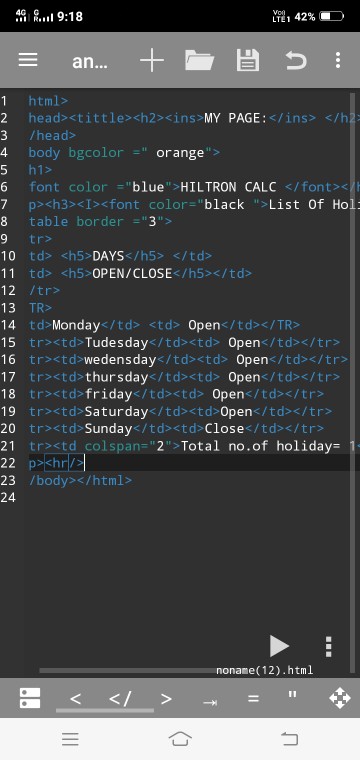 4G G 9:18 Vo)) LTE1 42%
an...
1 html>
2 head><tittle><h2><ins>MY PAGE:</ins> </h2
3 /head>
4 body bgcolor =" orange">
5 h1>
6 font color ="blue">HILTRON CALC </font></h
7 p><h3><I><font color="black ">List Of Holi
8 table border ="3">
9 tr>
10 td> <h5>DAYS</h5> </td>
11 td> <h5>OPEN/CLOSE</h5></td>
12 /tr>
13 TR>
14 td>Monday</td> <td> Open</td></TR>
15 tr><td>Tudesday</td><td> Open</td></tr>
16 tr><td>wedensday</td><td> Open</td></tr>
17 tr><td>thursday</td><td> Open</td></tr>
18 tr><td>friday</td><td> Open</td></tr>
19 tr><td>Saturday</td><td>Open</td></tr>
20 tr><td>Sunday</td><td>Close</td></tr>
21 tr><td colspan="2">Total no.of holiday= 1<
22 p><hr/>
23 /body></html>
24
noname(12).html
< </ > = "